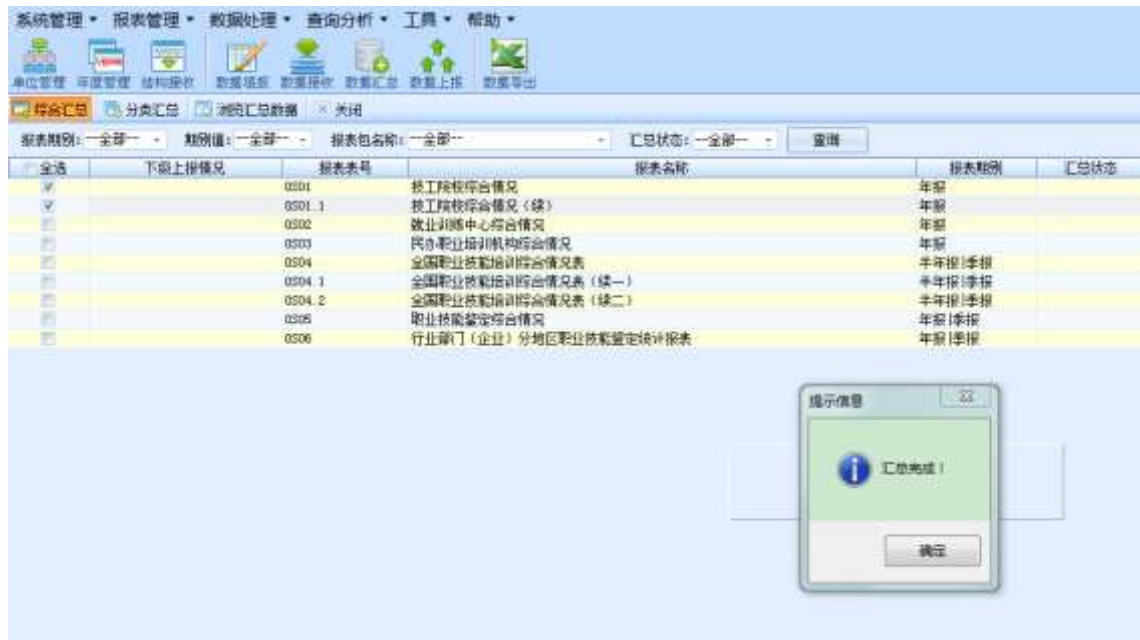 系统管理 报表管理 数据处理 查询分析 工具 帮助
单位管理 年度管理 结构接收 数据填报 数据接收 数据汇总 数据上报 数据导出
综合汇总 分类汇总 浏览汇总数据 × 关闭
报表期别：--全部-- 期别值：--全部-- 报表包名称：--全部-- 汇总状态：--全部-- 查询
全选 下级上报情况 报表表号 报表名称 报表期别 汇总状态
0S01 技工院校综合情况 年报
0S01.1 技工院校综合情况（续） 年报
0S02 就业训练中心综合情况 年报
0S03 民办职业培训机构综合情况 年报
0S04 全国职业技能培训综合情况表 半年报|季报
0S04.1 全国职业技能培训综合情况表（续一） 半年报|季报
0S04.2 全国职业技能培训综合情况表（续二） 半年报|季报
0S05 职业技能鉴定综合情况 年报|季报
0S06 行业部门（企业）分地区职业技能鉴定统计报表 年报|季报
提示信息
汇总完成！
确定